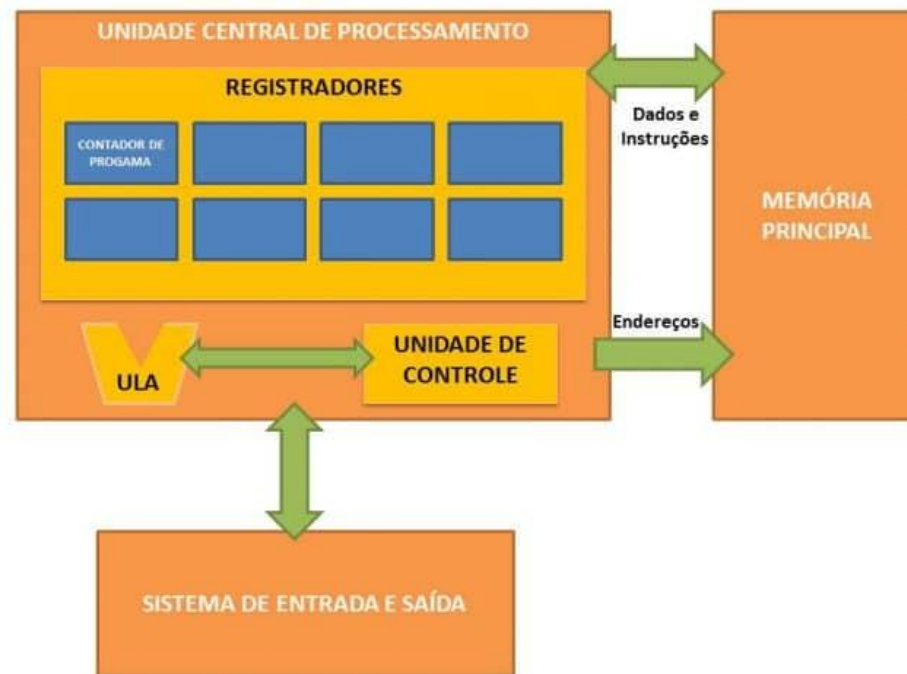 UNIDADE CENTRAL DE PROCESSAMENTO
REGISTRADORES
CONTADOR DE
PROGAMA
Dados e
Instruções
MEMÓRIA
PRINCIPAL
Endereços
ULA
UNIDADE DE
CONTROLE
SISTEMA DE ENTRADA E SAÍDA